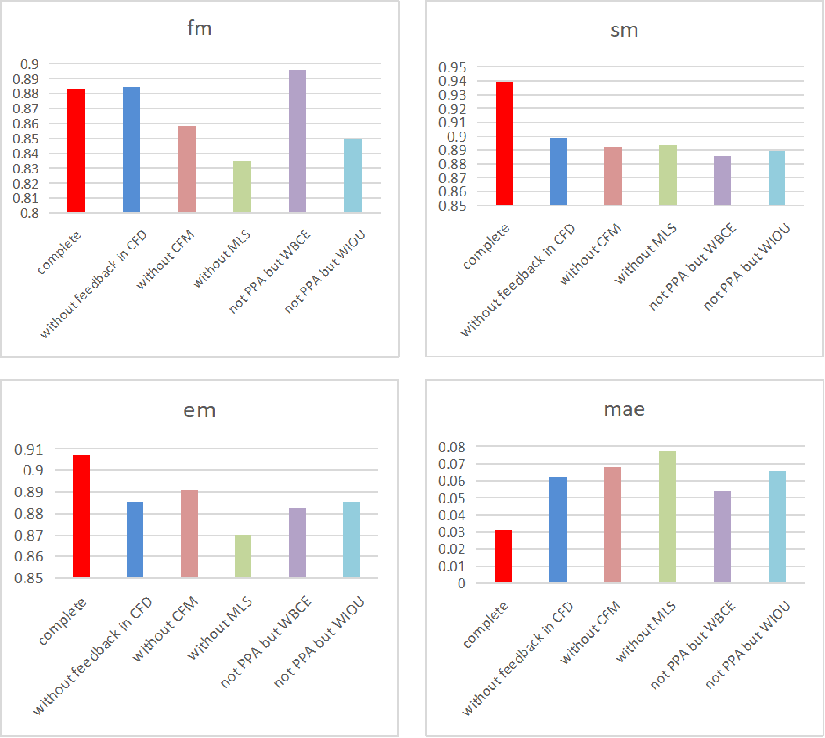 fm
0.9
0.89
0.88
0.87
0.86
0.85
0.84
0.83
0.82
0.81
0.8
complete
without feedback in CFD
without CFM
without MLS
not PPA but WBCE
not PPA but WIOU
sm
0.95
0.94
0.93
0.92
0.91
0.9
0.89
0.88
0.87
0.86
0.85
complete
without feedback in CFD
without CFM
without MLS
not PPA but WBCE
not PPA but WIOU
em
0.91
0.9
0.89
0.88
0.87
0.86
0.85
complete
without feedback in CFD
without CFM
without MLS
not PPA but WBCE
not PPA but WIOU
mae
0.08
0.07
0.06
0.05
0.04
0.03
0.02
0.01
0
complete
without feedback in CFD
without CFM
without MLS
not PPA but WBCE
not PPA but WIOU